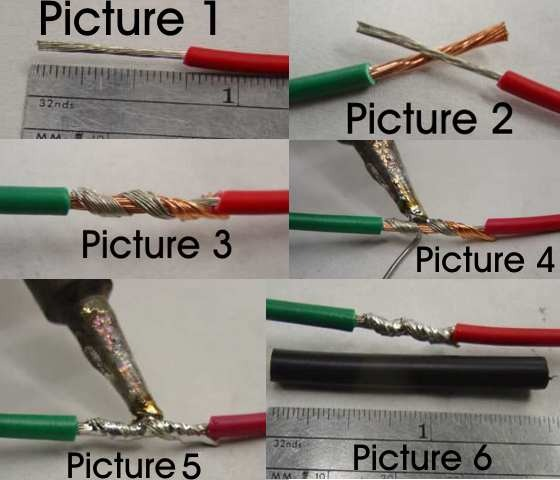 Picture 1
1
32nds
Picture 2
Picture 3
Picture 4
Picture 5
1
32nds
Picture 6